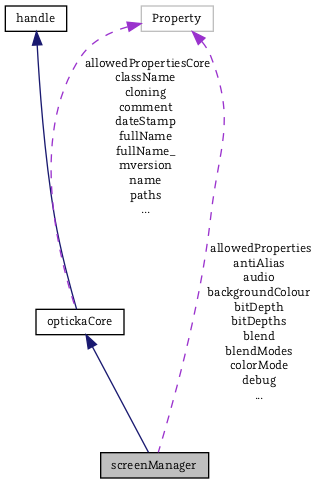 handle
Property
allowedPropertiesCore
className
cloning
comment
dateStamp
fullName
fullName_
mversion
name
paths
...
allowedProperties
antiAlias
audio
backgroundColour
bitDepth
bitDepths
blend
blendModes
colorMode
debug
...
optickaCore
screenManager